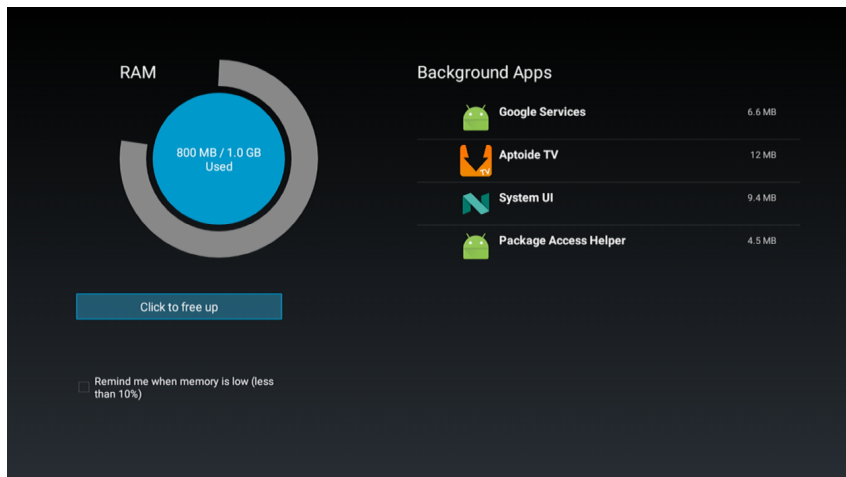 RAM
800 MB / 1.0 GB
Used
Click to free up
Remind me when memory is low (less
than 10%)
Background Apps
Google Services 6.6 MB
Aptoide TV 12 MB
TV
System UI 9.4 MB
Package Access Helper 4.5 MB